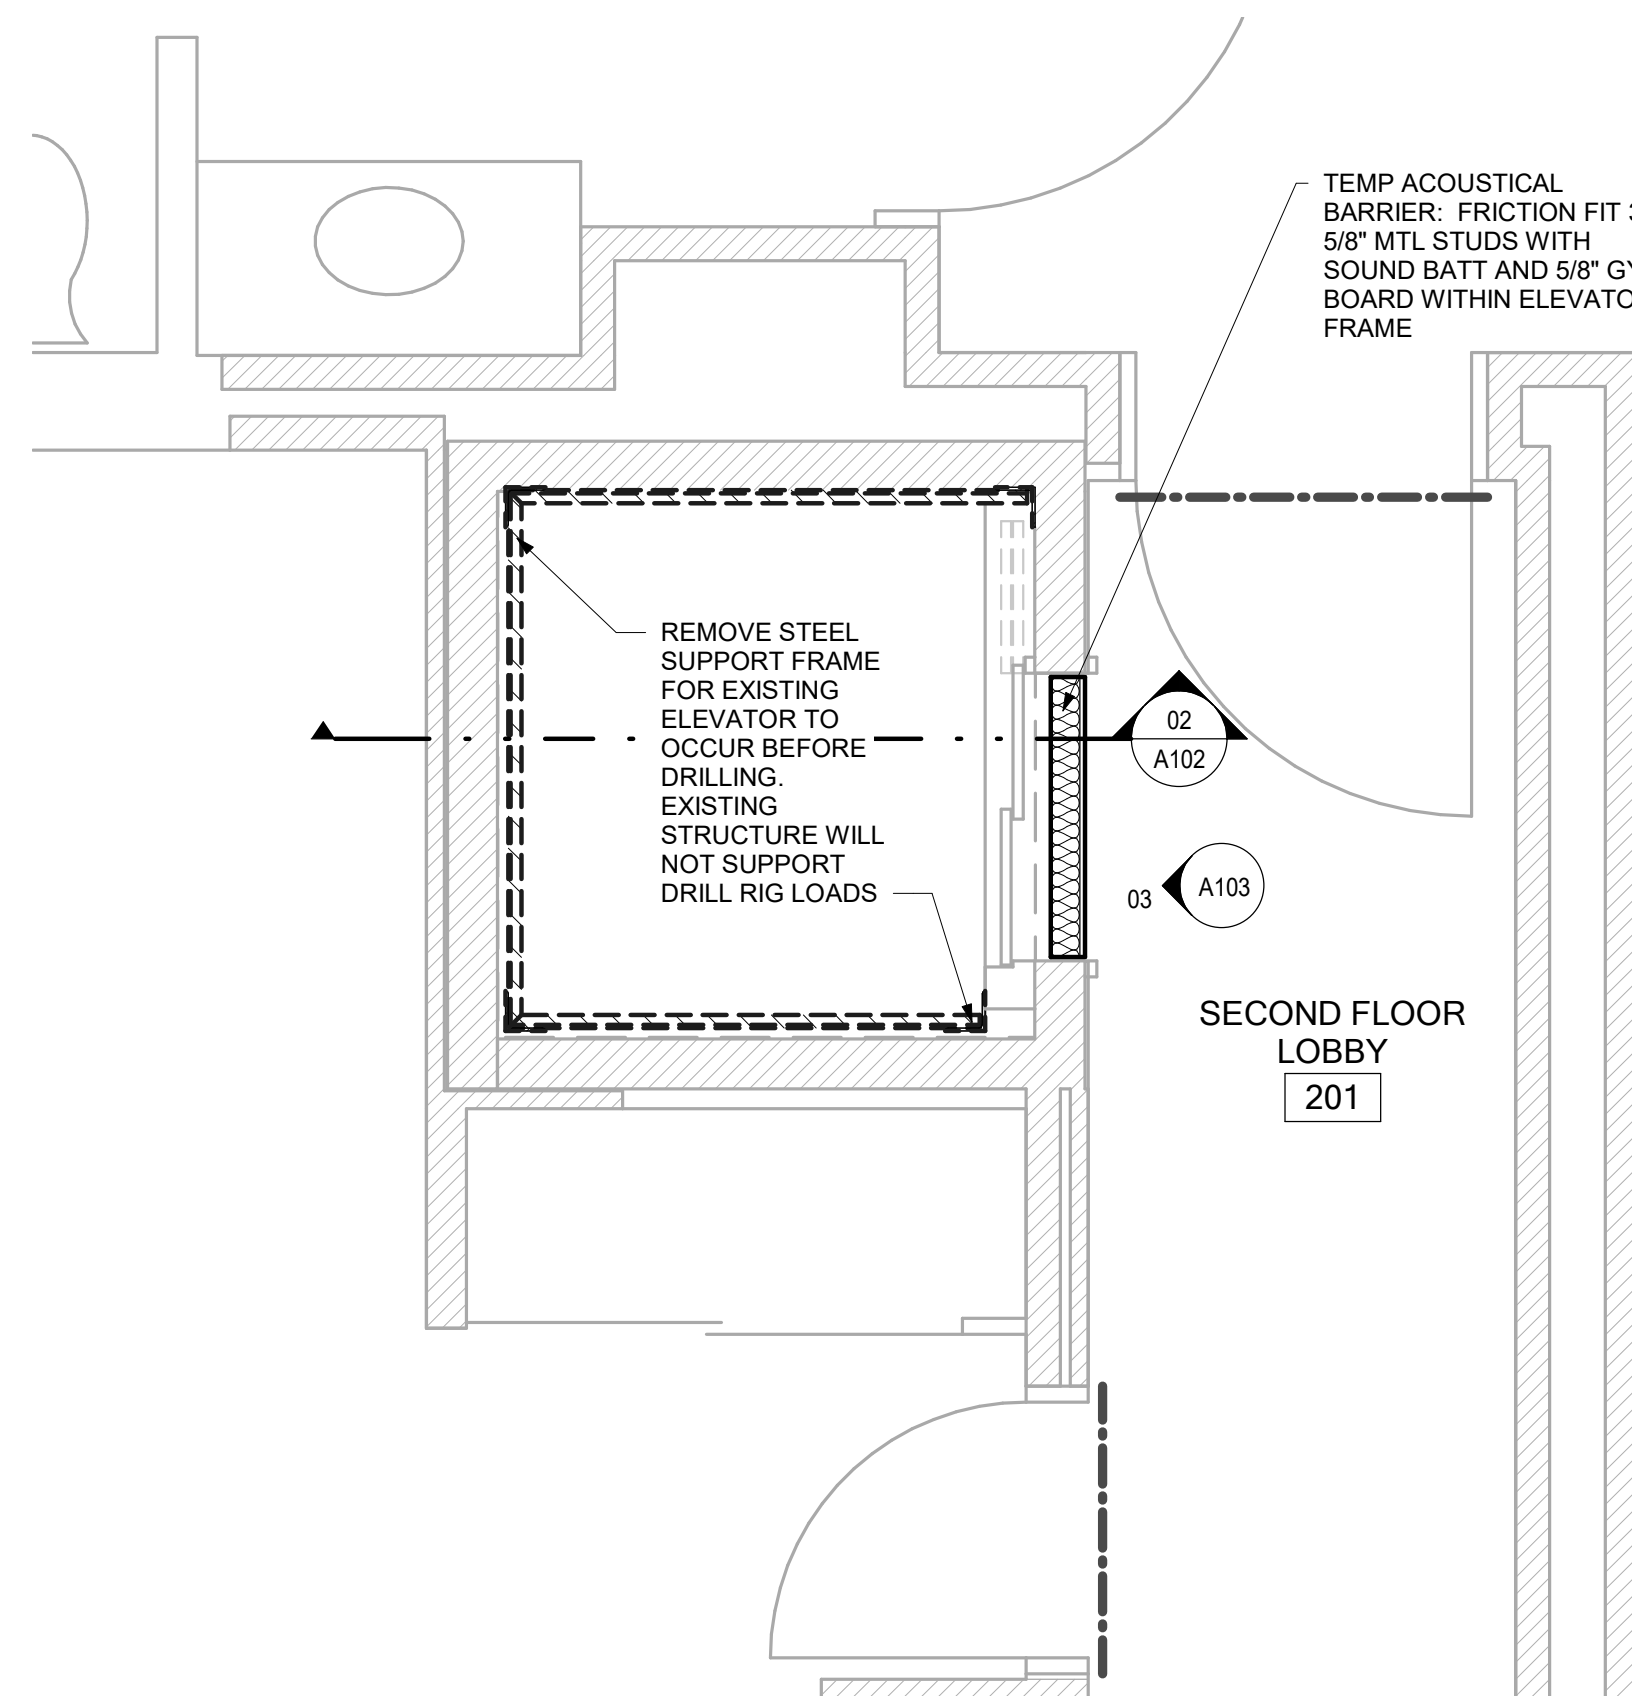 TEMP ACOUSTICAL
BARRIER: FRICTION FIT
5/8" MTL STUDS WITH
SOUND BATT AND 5/8"
BOARD WITHIN
FRAME
REMOVE STEEL
SUPPORT FRAME
FOR EXISTING
ELEVATOR TO
OCCUR BEFORE
DRILLING.
EXISTING
STRUCTURE WILL
NOT SUPPORT
DRILL RIG LOADS
02
A102
03
A103
SECOND FLOOR
LOBBY
201